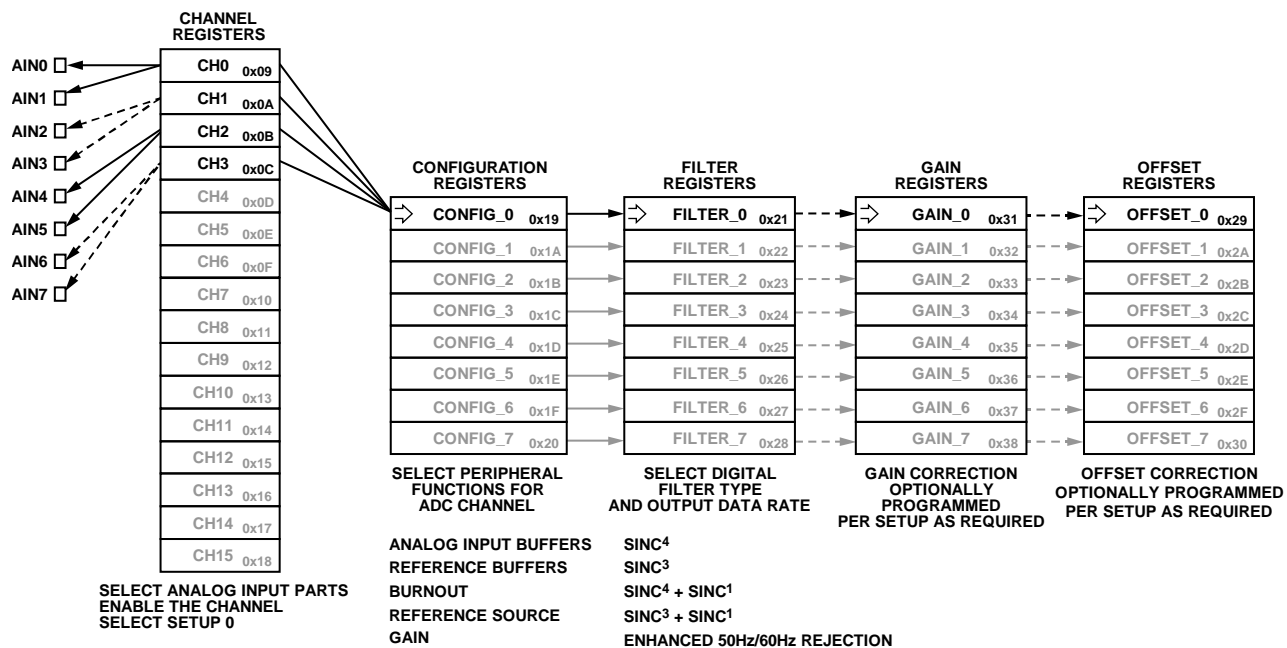 CHANNEL
REGISTERS
AIN0
AIN1
AIN2
AIN3
AIN4
AIN5
AIN6
AIN7
CH0 0x09
CH1 0x0A
CH2 0x0B
CH3 0x0C
CH4 0x0D
CH5 0x0E
CH6 0x0F
CH7 0x10
CH8 0x11
CH9 0x12
CH10 0x13
CH11 0x14
CH12 0x15
CH13 0x16
CH14 0x17
CH15 0x18
SELECT ANALOG INPUT PARTS
ENABLE THE CHANNEL
SELECT SETUP 0
CONFIGURATION
REGISTERS
CONFIG_0 0x19
CONFIG_1 0x1A
CONFIG_2 0x1B
CONFIG_3 0x1C
CONFIG_4 0x1D
CONFIG_5 0x1E
CONFIG_6 0x1F
CONFIG_7 0x20
SELECT PERIPHERAL
FUNCTIONS FOR
ADC CHANNEL
ANALOG INPUT BUFFERS
REFERENCE BUFFERS
BURNOUT
REFERENCE SOURCE
GAIN
FILTER
REGISTERS
FILTER_0 0x21
FILTER_1 0x22
FILTER_2 0x23
FILTER_3 0x24
FILTER_4 0x25
FILTER_5 0x26
FILTER_6 0x27
FILTER_7 0x28
SELECT DIGITAL
FILTER TYPE
AND OUTPUT DATA RATE
SINC⁴
SINC³
SINC⁴ + SINC¹
SINC³ + SINC¹
ENHANCED 50Hz/60Hz REJECTION
GAIN
REGISTERS
GAIN_0 0x31
GAIN_1 0x32
GAIN_2 0x33
GAIN_3 0x34
GAIN_4 0x35
GAIN_5 0x36
GAIN_6 0x37
GAIN_7 0x38
GAIN CORRECTION
OPTIONALLY
PROGRAMMED
PER SETUP AS REQUIRED
OFFSET
REGISTERS
OFFSET_0 0x29
OFFSET_1 0x2A
OFFSET_2 0x2B
OFFSET_3 0x2C
OFFSET_4 0x2D
OFFSET_5 0x2E
OFFSET_6 0x2F
OFFSET_7 0x30
OFFSET CORRECTION
OPTIONALLY PROGRAMMED
PER SETUP AS REQUIRED